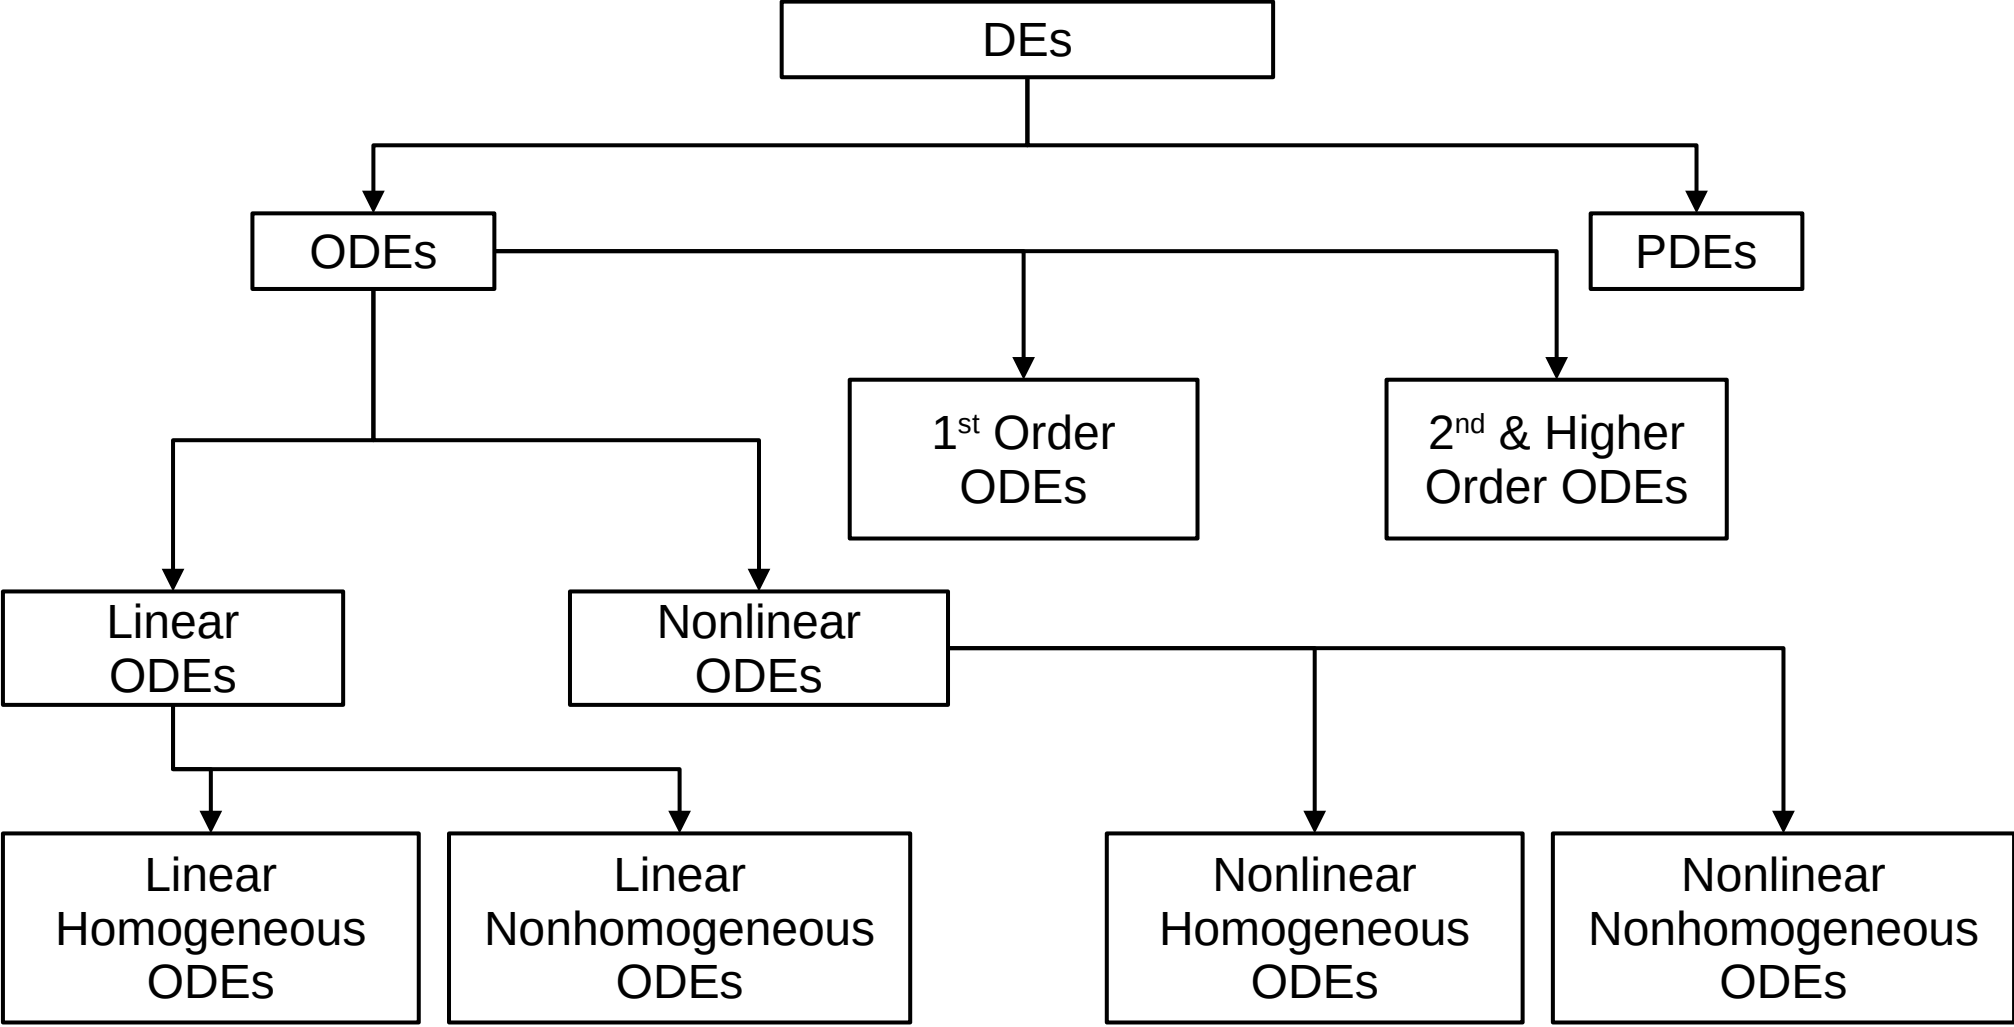 DEs
ODEs
PDEs
1st Order
ODEs
2nd & Higher
Order ODEs
Linear
ODEs
Nonlinear
ODEs
Linear
Homogeneous
ODEs
Linear
Nonhomogeneous
ODEs
Nonlinear
Homogeneous
ODEs
Nonlinear
Nonhomogeneous
ODEs